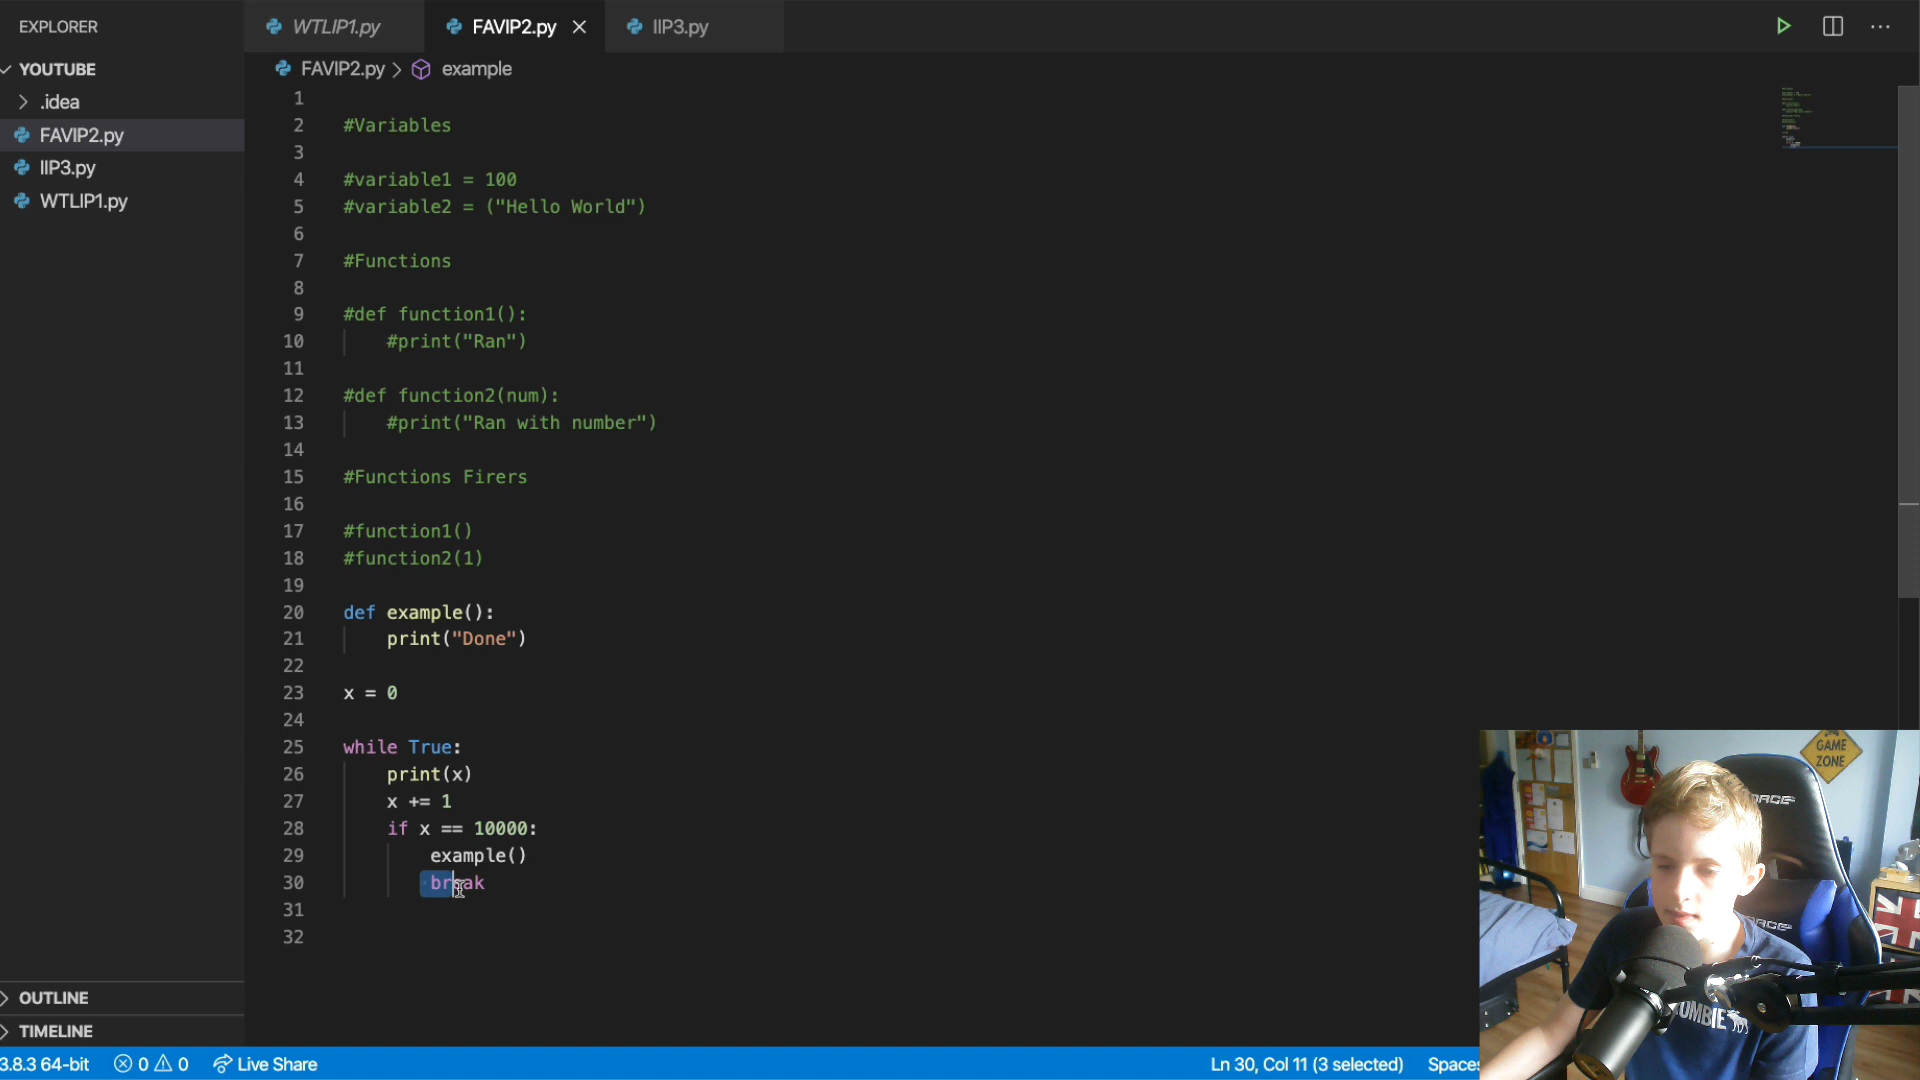 EXPLORER
WTLIP1.py
FAVIP2.py
IIP3.py
YOUTUBE
FAVIP2.py
example
.idea
FAVIP2.py
IIP3.py
WTLIP1.py
1
2 #Variables
3
4 #variable1 = 100
5 #variable2 = ("Hello World")
6
7 #Functions
8
9 #def function1():
10 #print("Ran")
11
12 #def function2(num):
13 #print("Ran with number")
14
15 #Functions Firers
16
17 #function1()
18 #function2(1)
19
20 def example():
21 print("Done")
22
23 x = 0
24
25 while True:
26 print(x)
27 x += 1
28 if x == 10000:
29 example()
30 break
31
32
OUTLINE
TIMELINE
3.8.3 64-bit
0
0
Live Share
Ln 30, Col 11 (3 selected)
Spaces
GAME
ZONE